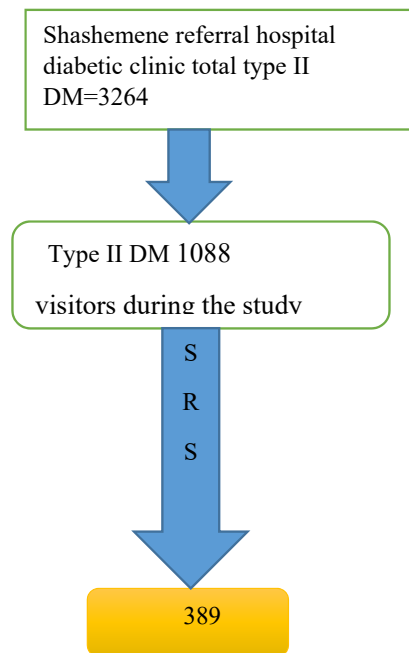 Shashemene referral hospital
diabetic clinic total type II
DM=3264
Type II DM 1088
visitors during the study
S
R
S
389